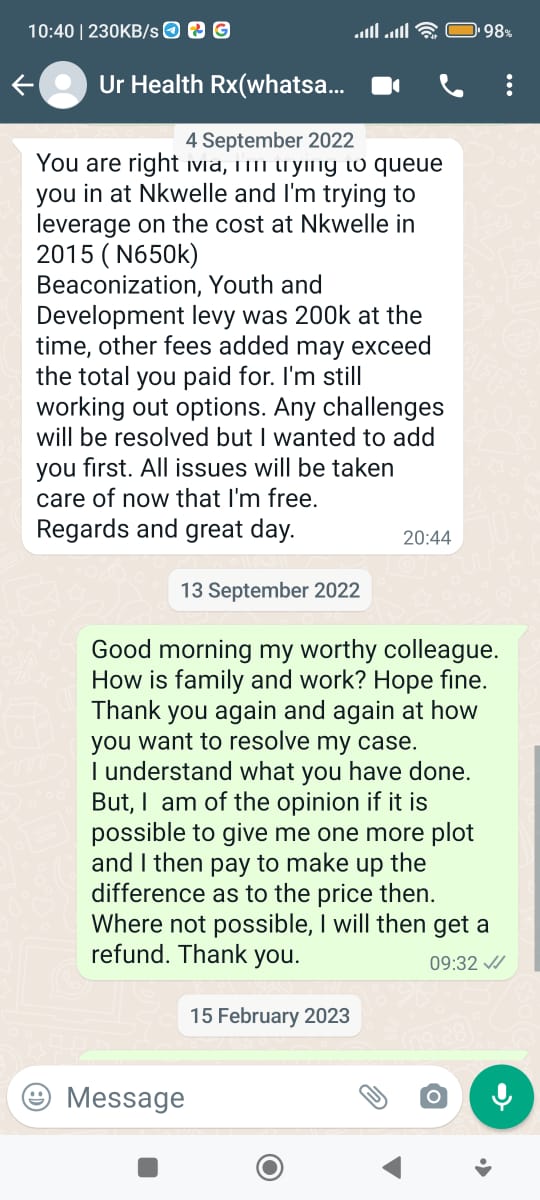 10:40 | 230KB/s
98%
Ur Health Rx(whatsa...
4 September 2022
You are right Ma, I'm trying to queue
you in at Nkwelle and I'm trying to
leverage on the cost at Nkwelle in
2015 ( N650k)
Beaconization, Youth and
Development levy was 200k at the
time, other fees added may exceed
the total you paid for. I'm still
working out options. Any challenges
will be resolved but I wanted to add
you first. All issues will be taken
care of now that I'm free.
Regards and great day.
20:44
13 September 2022
Good morning my worthy colleague.
How is family and work? Hope fine.
Thank you again and again at how
you want to resolve my case.
I understand what you have done.
But, I  am of the opinion if it is
possible to give me one more plot
and I then pay to make up the
difference as to the price then.
Where not possible, I will then get a
refund. Thank you.
09:32
15 February 2023
Message